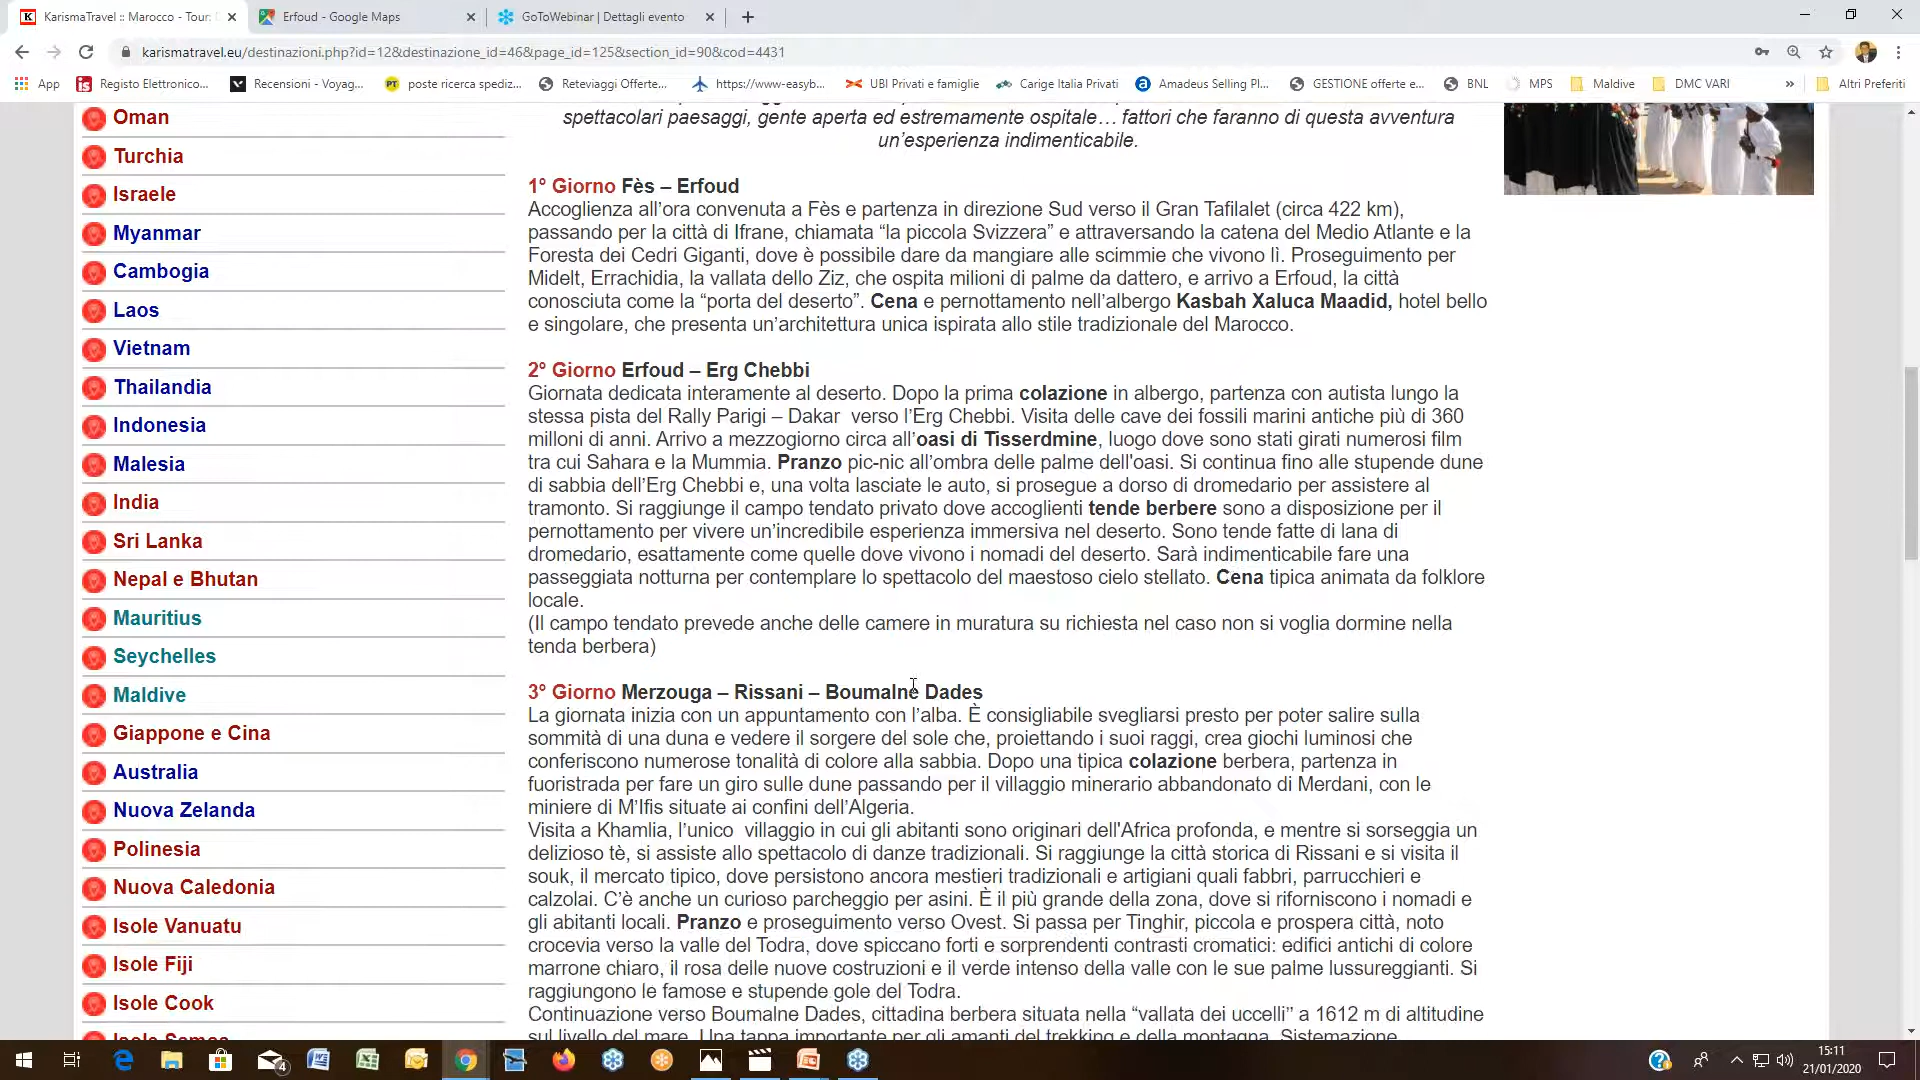 KarismaTravel :: Marocco - Tour:
Erfoud - Google Maps
GoToWebinar | Dettagli evento
karismatravel.eu/destinazioni.php?id=12&destinazione_id=46&page_id=125&section_id=90&cod=4431
App
Registo Elettronico...
Recensioni - Voyag...
poste ricerca spediz...
Reteviaggi Offerte...
https://www-easyb...
UBI Privati e famiglie
Carige Italia Privati
Amadeus Selling Pl...
GESTIONE offerte e...
BNL
MPS
Maldive
DMC VARI
»
Altri Preferiti
Oman
Turchia
Israele
Myanmar
Cambogia
Laos
Vietnam
Thailandia
Indonesia
Malesia
India
Sri Lanka
Nepal e Bhutan
Mauritius
Seychelles
Maldive
Giappone e Cina
Australia
Nuova Zelanda
Polinesia
Nuova Caledonia
Isole Vanuatu
Isole Fiji
Isole Cook
spettacolari paesaggi, gente aperta ed estremamente ospitale… fattori che faranno di questa avventura
un'esperienza indimenticabile.
1° Giorno Fès – Erfoud
Accoglienza all'ora convenuta a Fès e partenza in direzione Sud verso il Gran Tafilalet (circa 422 km),
passando per la città di Ifrane, chiamata “la piccola Svizzera” e attraversando la catena del Medio Atlante e la
Foresta dei Cedri Giganti, dove è possibile dare da mangiare alle scimmie che vivono lì. Proseguimento per
Midelt, Errachidia, la vallata dello Ziz, che ospita milioni di palme da dattero, e arrivo a Erfoud, la città
conosciuta come la “porta del deserto”. Cena e pernottamento nell'albergo Kasbah Xaluca Maadid, hotel bello
e singolare, che presenta un'architettura unica ispirata allo stile tradizionale del Marocco.
2° Giorno Erfoud – Erg Chebbi
Giornata dedicata interamente al deserto. Dopo la prima colazione in albergo, partenza con autista lungo la
stessa pista del Rally Parigi – Dakar verso l'Erg Chebbi. Visita delle cave dei fossili marini antiche più di 360
milloni di anni. Arrivo a mezzogiorno circa all'oasi di Tisserdmine, luogo dove sono stati girati numerosi film
tra cui Sahara e la Mummia. Pranzo pic-nic all'ombra delle palme dell'oasi. Si continua fino alle stupende dune
di sabbia dell'Erg Chebbi e, una volta lasciate le auto, si prosegue a dorso di dromedario per assistere al
tramonto. Si raggiunge il campo tendato privato dove accoglienti tende berbere sono a disposizione per il
pernottamento per vivere un'incredibile esperienza immersiva nel deserto. Sono tende fatte di lana di
dromedario, esattamente come quelle dove vivono i nomadi del deserto. Sarà indimenticabile fare una
passeggiata notturna per contemplare lo spettacolo del maestoso cielo stellato. Cena tipica animata da folklore
locale.
(Il campo tendato prevede anche delle camere in muratura su richiesta nel caso non si voglia dormine nella
tenda berbera)
3° Giorno Merzouga – Rissani – Boumalne Dades
La giornata inizia con un appuntamento con l'alba. È consigliabile svegliarsi presto per poter salire sulla
sommità di una duna e vedere il sorgere del sole che, proiettando i suoi raggi, crea giochi luminosi che
conferiscono numerose tonalità di colore alla sabbia. Dopo una tipica colazione berbera, partenza in
fuoristrada per fare un giro sulle dune passando per il villaggio minerario abbandonato di Merdani, con le
miniere di M'Ifis situate ai confini dell'Algeria.
Visita a Khamlia, l'unico villaggio in cui gli abitanti sono originari dell'Africa profonda, e mentre si sorseggia un
delizioso tè, si assiste allo spettacolo di danze tradizionali. Si raggiunge la città storica di Rissani e si visita il
souk, il mercato tipico, dove persistono ancora mestieri tradizionali e artigiani quali fabbri, parrucchieri e
calzolai. C'è anche un curioso parcheggio per asini. È il più grande della zona, dove si riforniscono i nomadi e
gli abitanti locali. Pranzo e proseguimento verso Ovest. Si passa per Tinghir, piccola e prospera città, noto
crocevia verso la valle del Todra, dove spiccano forti e sorprendenti contrasti cromatici: edifici antichi di colore
marrone chiaro, il rosa delle nuove costruzioni e il verde intenso della valle con le sue palme lussureggianti. Si
raggiungono le famose e stupende gole del Todra.
Continuazione verso Boumalne Dades, cittadina berbera situata nella “vallata dei uccelli” a 1612 m di altitudine
sul livello del mare. Una tappa importante per gli amanti del trekking e della montagna. Sistemazione
4
15:11
21/01/2020